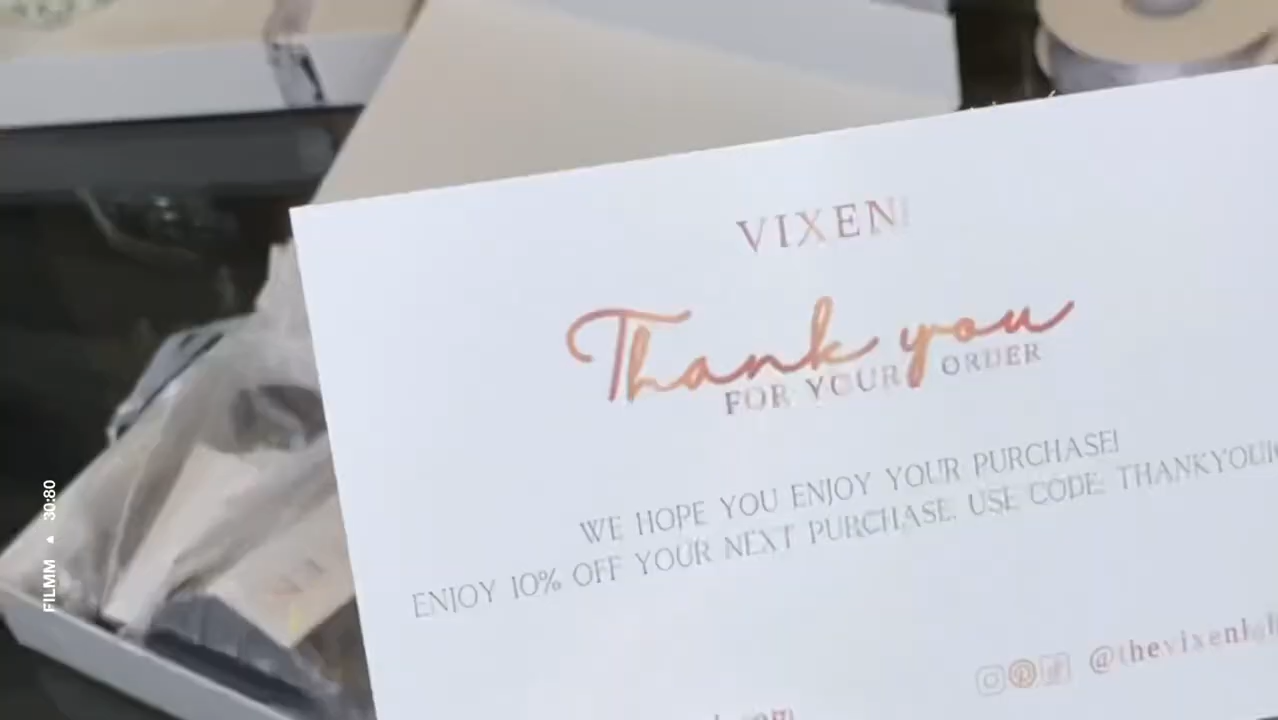 VIXEN
Thank you
FOR YOUR ORDER
WE HOPE YOU ENJOY YOUR PURCHASE!
ENJOY 10% OFF YOUR NEXT PURCHASE. USE CODE:
FILMM ▲ 30:80